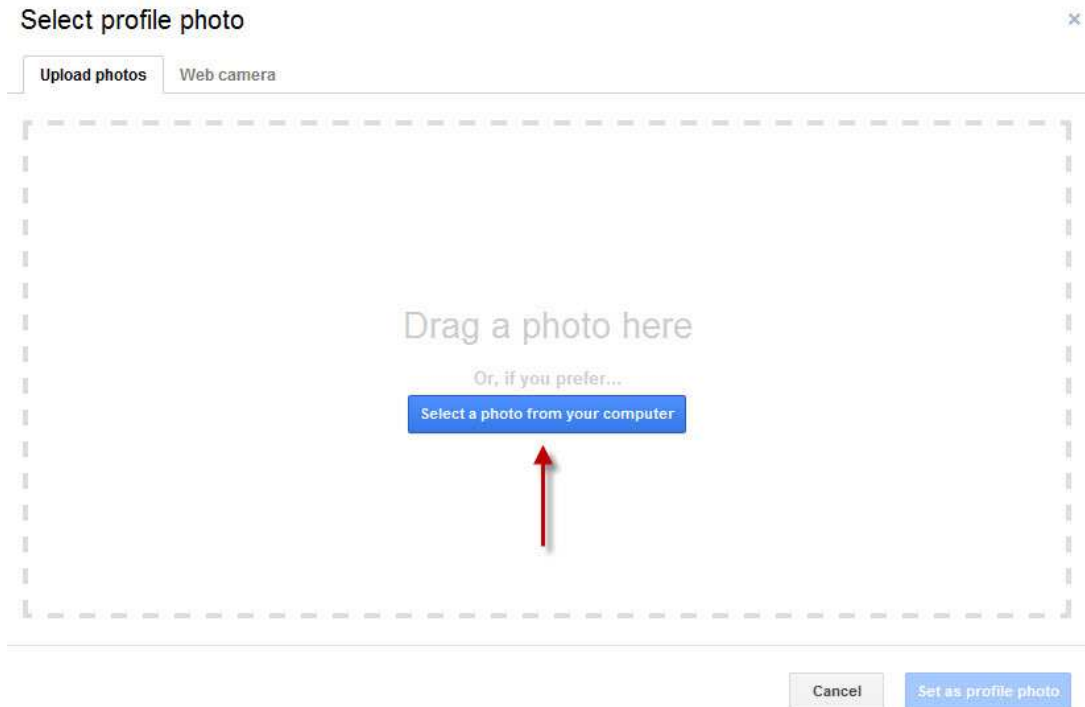 Select profile photo
×
Upload photos
Web camera
Drag a photo here
Or, if you prefer...
Select a photo from your computer
Cancel
Set as profile photo